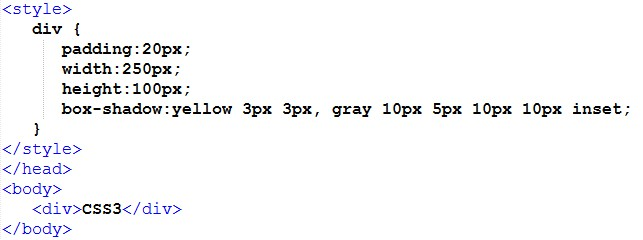 <style>
div {
padding:20px;
width:250px;
height:100px;
box-shadow:yellow 3px 3px, gray 10px 5px 10px 10px inset;
}
</style>
</head>
<body>
<div>CSS3</div>
</body>